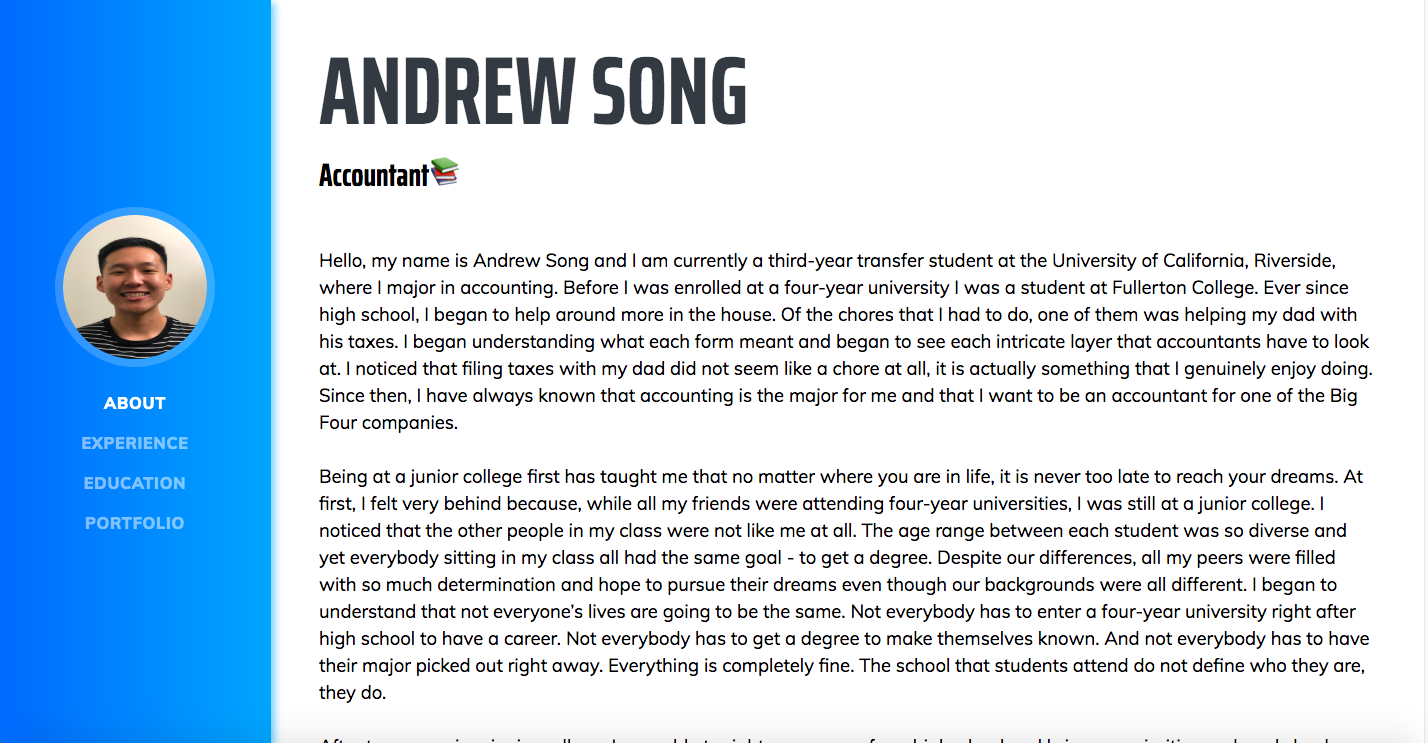 ANDREW SONG
Accountant📚
ABOUT
EXPERIENCE
EDUCATION
PORTFOLIO
Hello, my name is Andrew Song and I am currently a third-year transfer student at the University of California, Riverside,
where I major in accounting. Before I was enrolled at a four-year university I was a student at Fullerton College. Ever since
high school, I began to help around more in the house. Of the chores that I had to do, one of them was helping my dad with
his taxes. I began understanding what each form meant and began to see each intricate layer that accountants have to look
at. I noticed that filing taxes with my dad did not seem like a chore at all, it is actually something that I genuinely enjoy doing.
Since then, I have always known that accounting is the major for me and that I want to be an accountant for one of the Big
Four companies.
Being at a junior college first has taught me that no matter where you are in life, it is never too late to reach your dreams. At
first, I felt very behind because, while all my friends were attending four-year universities, I was still at a junior college. I
noticed that the other people in my class were not like me at all. The age range between each student was so diverse and
yet everybody sitting in my class all had the same goal - to get a degree. Despite our differences, all my peers were filled
with so much determination and hope to pursue their dreams even though our backgrounds were all different. I began to
understand that not everyone's lives are going to be the same. Not everybody has to enter a four-year university right after
high school to have a career. Not everybody has to get a degree to make themselves known. And not everybody has to have
their major picked out right away. Everything is completely fine. The school that students attend do not define who they are,
they do.